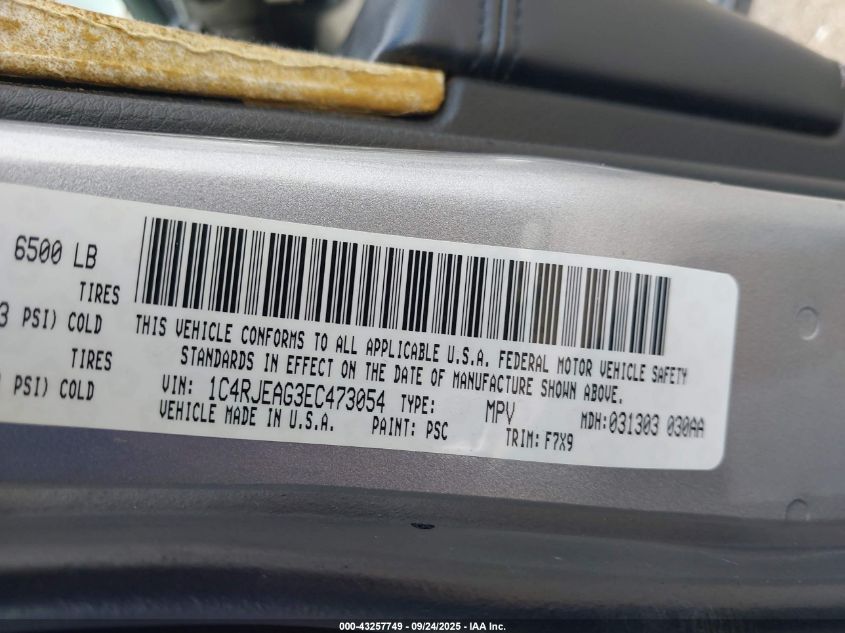 6500 LB
TIRES
3 PSI) COLD
TIRES
PSI) COLD
THIS VEHICLE CONFORMS TO ALL APPLICABLE U.S.A. FEDERAL MOTOR VEHICLE SAFETY
STANDARDS IN EFFECT ON THE DATE OF MANUFACTURE SHOWN ABOVE.
VIN: 1C4RJEAG3EC473054 TYPE: MPV MDH:031303 030AA
VEHICLE MADE IN U.S.A. PAINT: PSC TRIM: F7X9
000-43257749 - 09/24/2025 - IAA Inc.